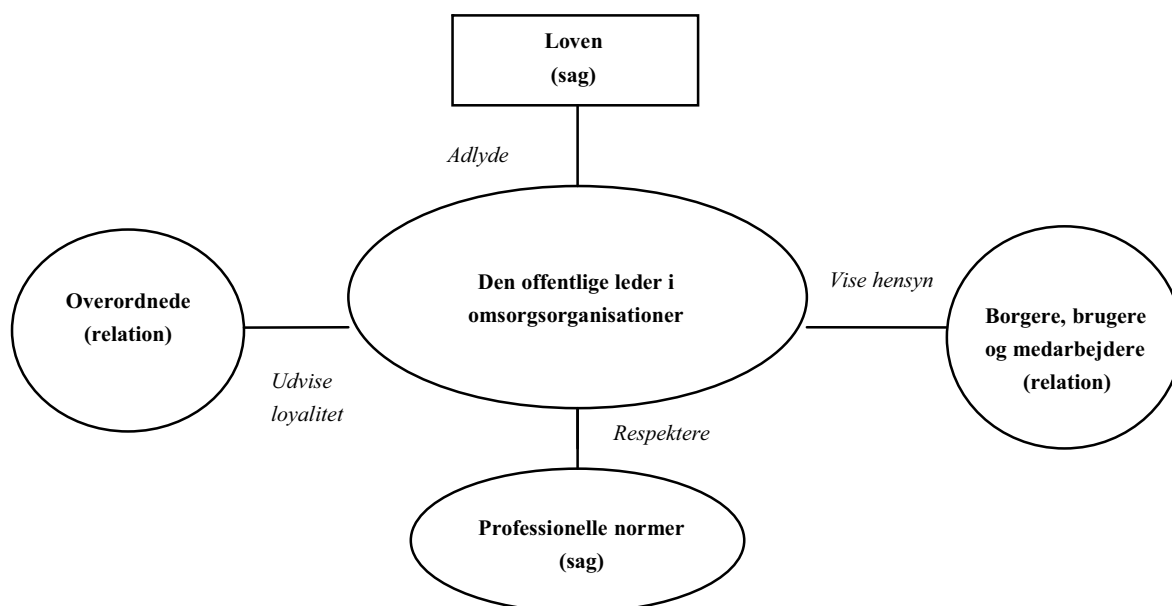 Loven
(sag)
Adlyde
Den offentlige leder i
omsorgsorganisationer
Overordnede
(relation)
Vise hensyn
Borgere, brugere
og medarbejdere
(relation)
Udvise
loyalitet
Respektere
Professionelle normer
(sag)